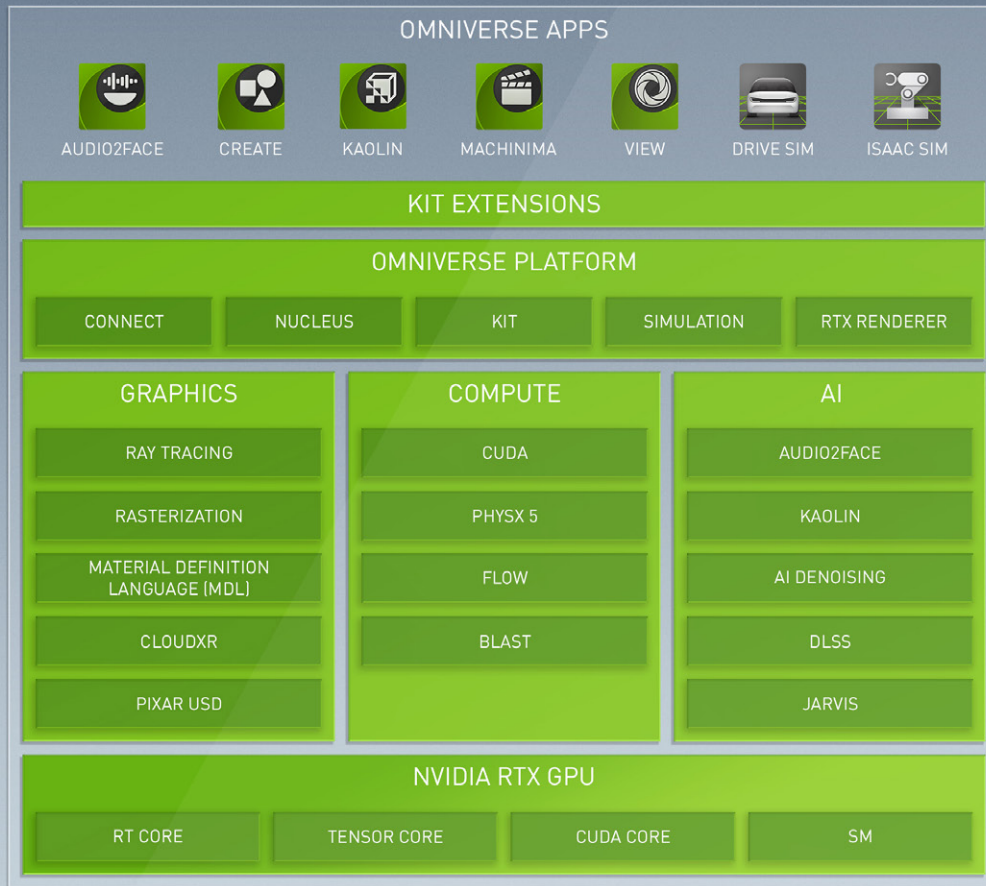 OMNIVERSE APPS
AUDIO2FACE
CREATE
KAOLIN
MACHINIMA
VIEW
DRIVE SIM
ISAAC SIM
KIT EXTENSIONS
OMNIVERSE PLATFORM
CONNECT
NUCLEUS
KIT
SIMULATION
RTX RENDERER
GRAPHICS
RAY TRACING
RASTERIZATION
MATERIAL DEFINITION
LANGUAGE (MDL)
CLOUDXR
PIXAR USD
COMPUTE
CUDA
PHYSX 5
FLOW
BLAST
AI
AUDIO2FACE
KAOLIN
AI DENOISING
DLSS
JARVIS
NVIDIA RTX GPU
RT CORE
TENSOR CORE
CUDA CORE
SM